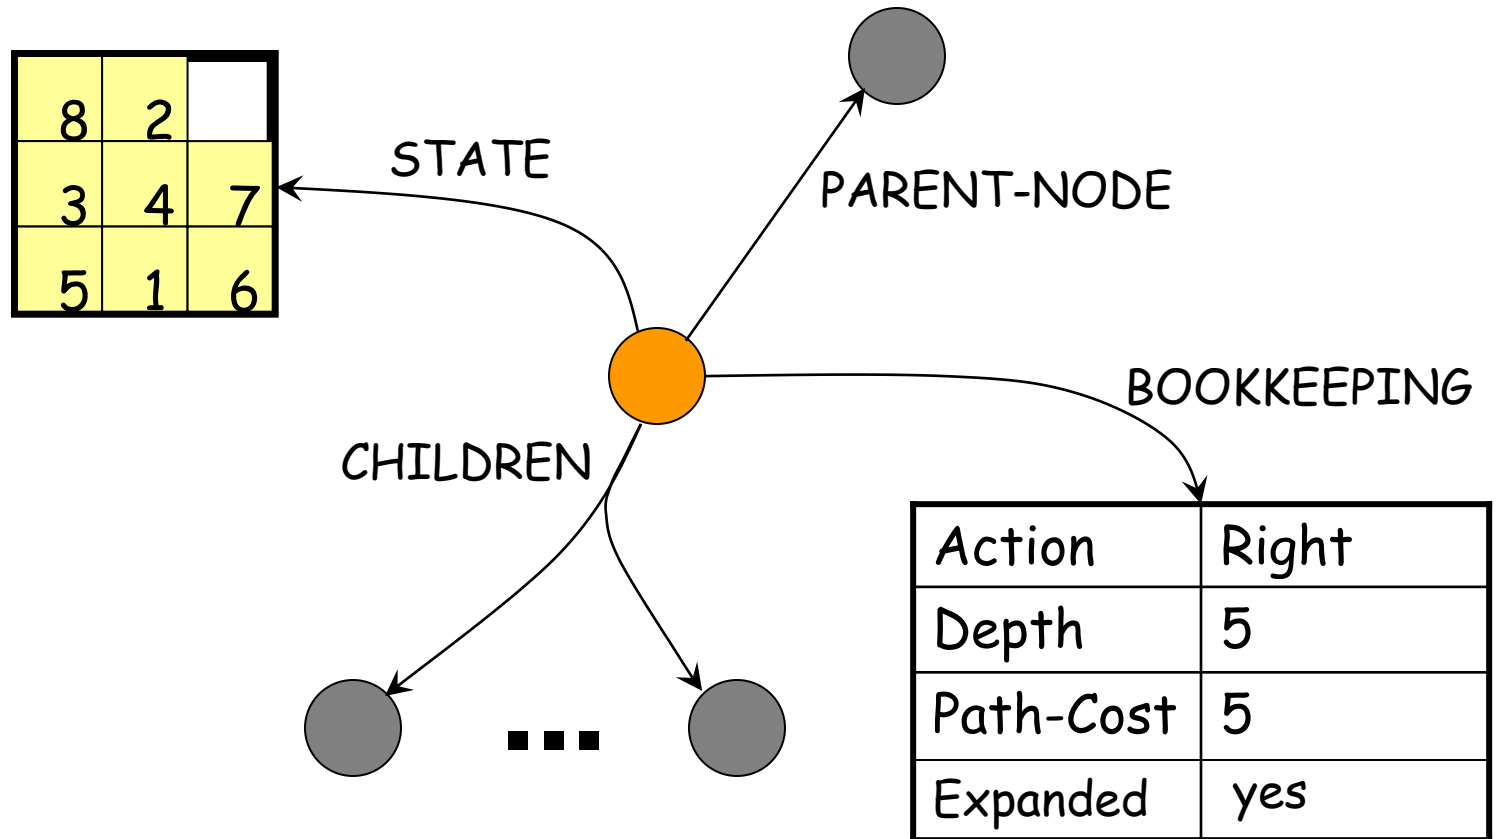 8 2
3 4 7
5 1 6
STATE
PARENT-NODE
CHILDREN
BOOKKEEPING
Action Right
Depth 5
Path-Cost 5
Expanded yes